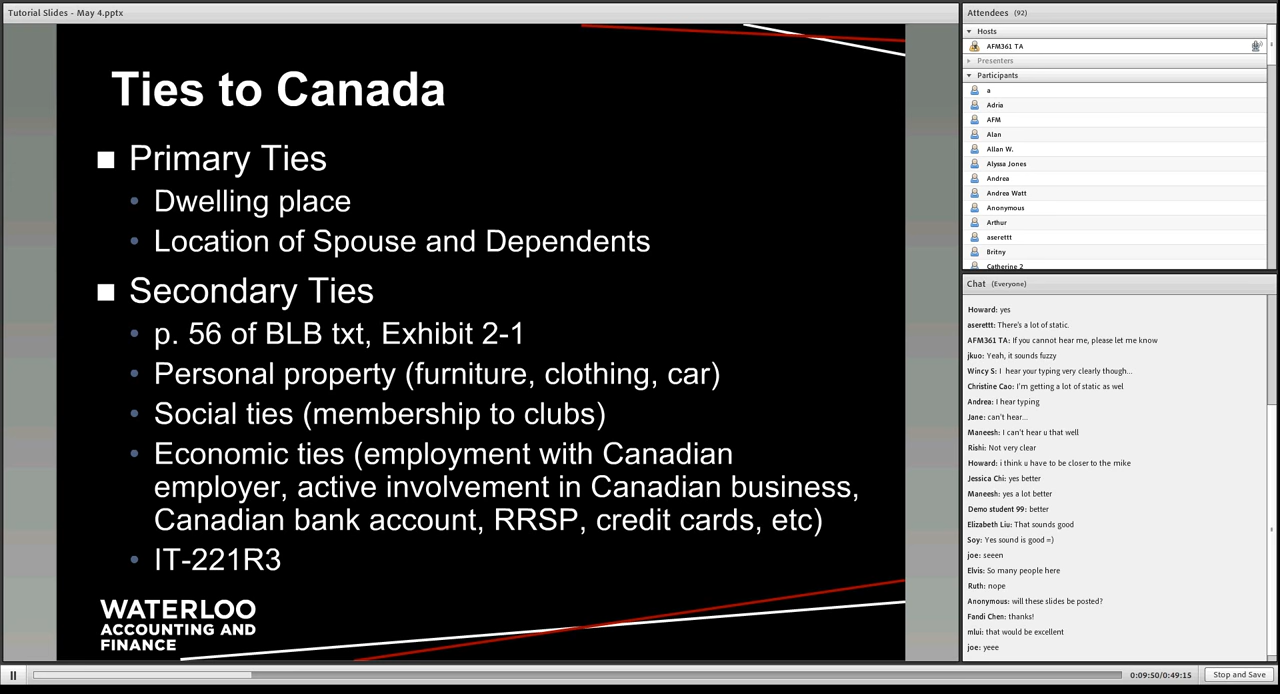 Tutorial Slides - May 4.pptx
Ties to Canada
Primary Ties
Dwelling place
Location of Spouse and Dependents
Secondary Ties
p. 56 of BLB txt, Exhibit 2-1
Personal property (furniture, clothing, car)
Social ties (membership to clubs)
Economic ties (employment with Canadian
employer, active involvement in Canadian business,
Canadian bank account, RRSP, credit cards, etc)
IT-221R3
WATERLOO
ACCOUNTING AND
FINANCE
Attendees (92)
Hosts
AFM361 TA
Presenters
Participants
a
Adria
AFM
Alan
Allan W.
Alyssa Jones
Andrea
Andrea Watt
Anonymous
Arthur
aserettt
Britny
Catherine 2
Chat (Everyone)
Howard: yes
aserettt: There's a lot of static.
AFM361 TA: If you cannot hear me, please let me know
jkuo: Yeah, it sounds fuzzy
Wincy S: I hear your typing very clearly though...
Christine Cao: I'm getting a lot of static as wel
Andrea: I hear typing
Jane: can't hear...
Maneesh: I can't hear u that well
Rishi: Not very clear
Howard: i think u have to be closer to the mike
Jessica Chi: yes better
Maneesh: yes a lot better
Demo student 99: better
Elizabeth Liu: That sounds good
Soy: Yes sound is good =)
joe: seeen
Elvis: So many people here
Ruth: nope
Anonymous: will these slides be posted?
Fandi Chen: thanks!
mlui: that would be excellent
joe: yeee
0:09:50/0:49:15
Stop and Save